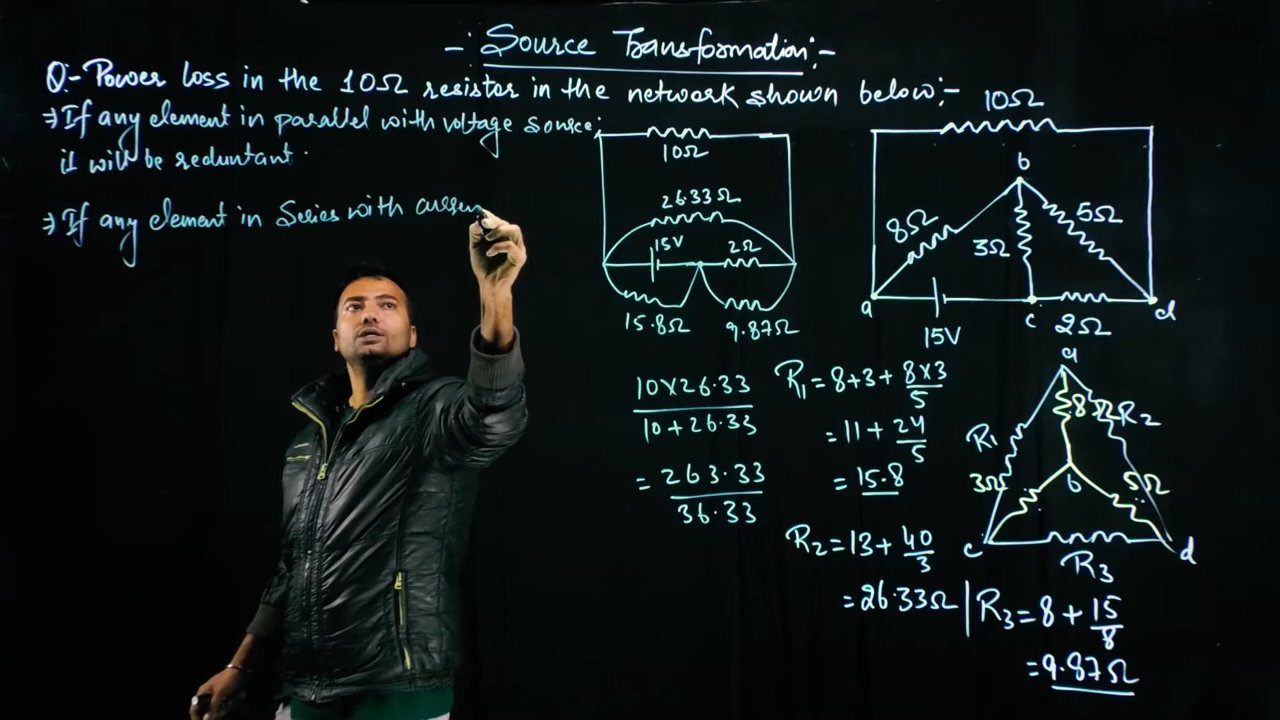 -: Source Transformation:-
Q:- Power loss in the 10Ω resistor in the network shown below:-
⇒ If any element in parallel with voltage source;
it will be reduntant.
⇒ If any element in Series with curren
10Ω
26.33Ω
15V
2Ω
15.8Ω
9.87Ω
10Ω
b
8Ω
3Ω
5Ω
a
c
d
15V
2Ω
10×26.33
10+26.33
= 263.33
36.33
R1 = 8+3+ 8×3
5
= 11+ 24
5
= 15.8
R2 = 13+ 40
3
= 26.33Ω
a
8Ω
R2
R1
3Ω
b
5Ω
c
d
R3
R3 = 8 + 15
8
= 9.87Ω